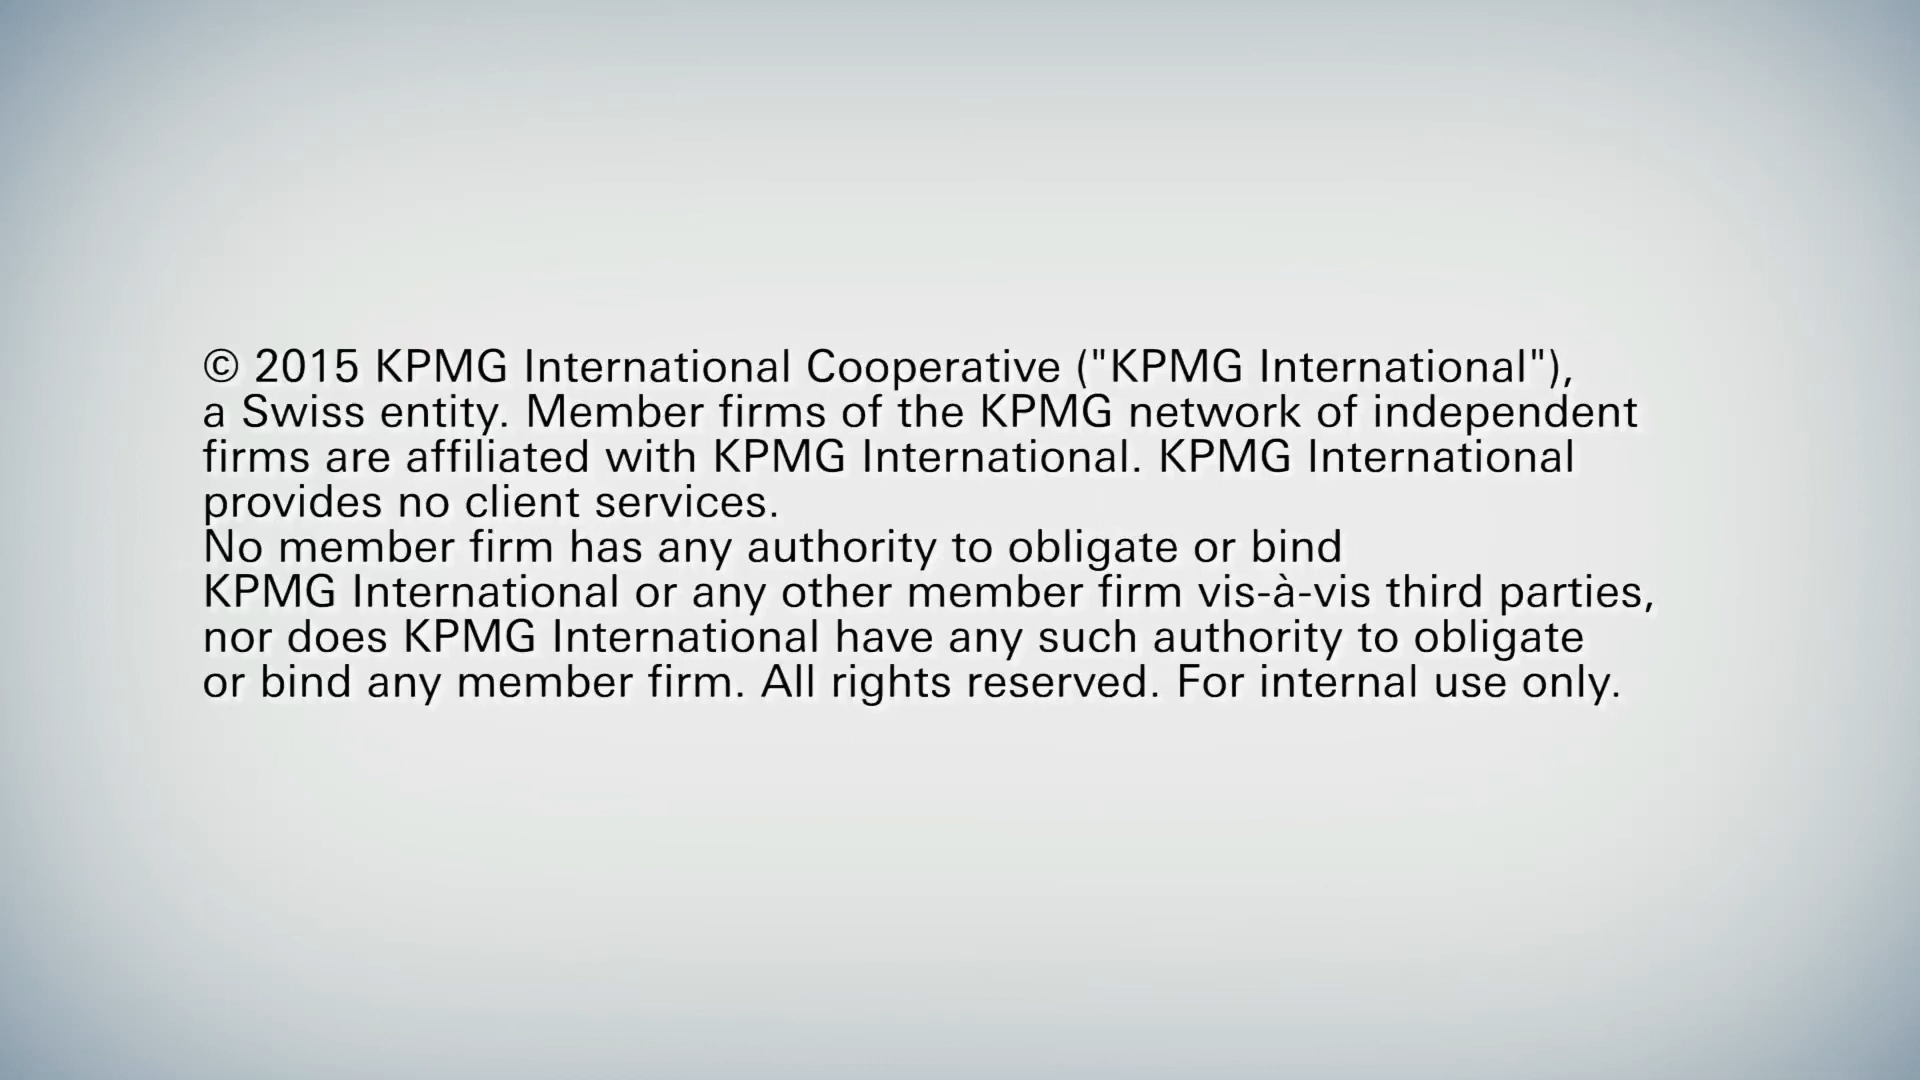 © 2015 KPMG International Cooperative ("KPMG International"),
a Swiss entity. Member firms of the KPMG network of independent
firms are affiliated with KPMG International. KPMG International
provides no client services.
No member firm has any authority to obligate or bind
KPMG International or any other member firm vis-à-vis third parties,
nor does KPMG International have any such authority to obligate
or bind any member firm. All rights reserved. For internal use only.